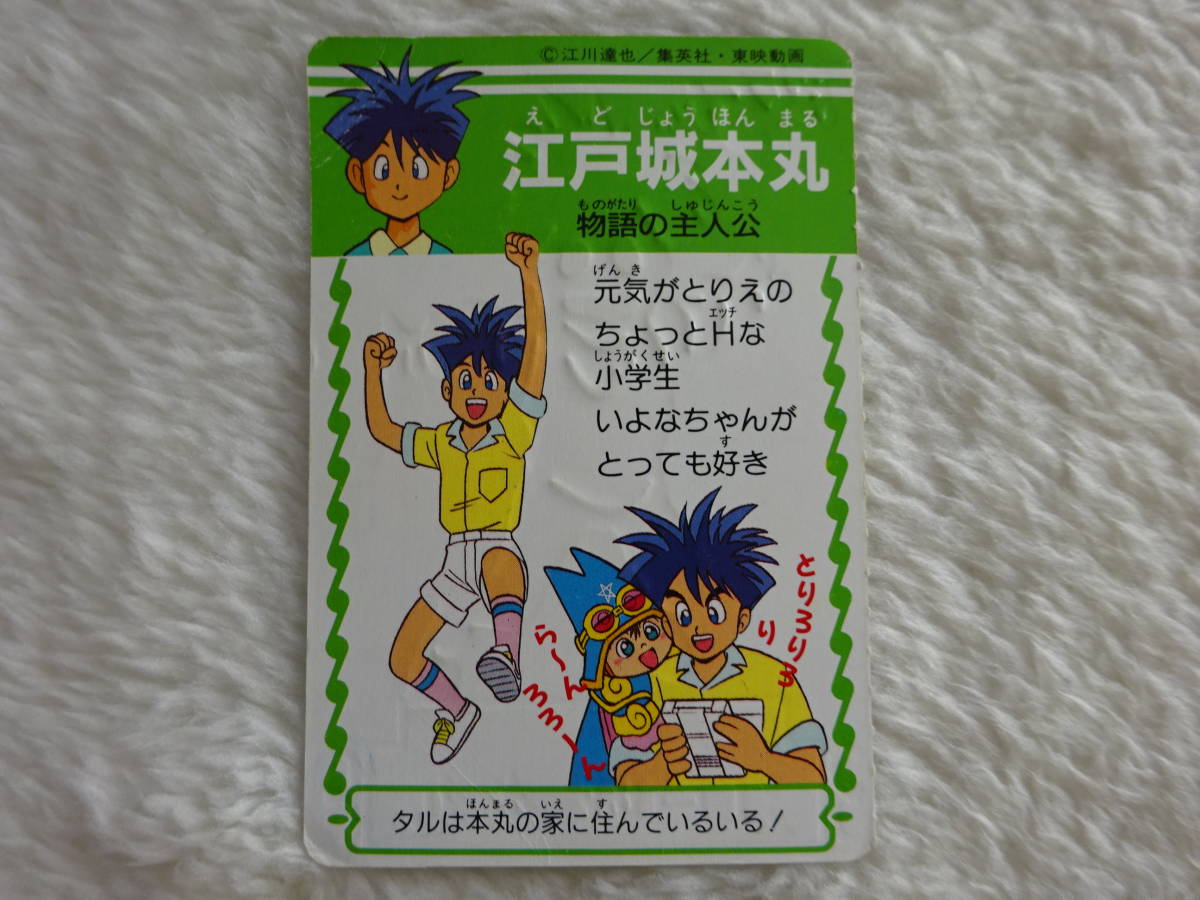 ©江川達也／集英社・東映動画
え ど じょう ほん まる
江戸城本丸
ものがたり しゅじんこう
物語の主人公
げん き
元気がとりえの
エッチ
ちょっとHな
しょうがくせい
小学生
いよなちゃんが
す
とっても好き
とりろりろ
り
ら～ん
ろろーん
ほんまる いえ す
タルは本丸の家に住んでいるいる！